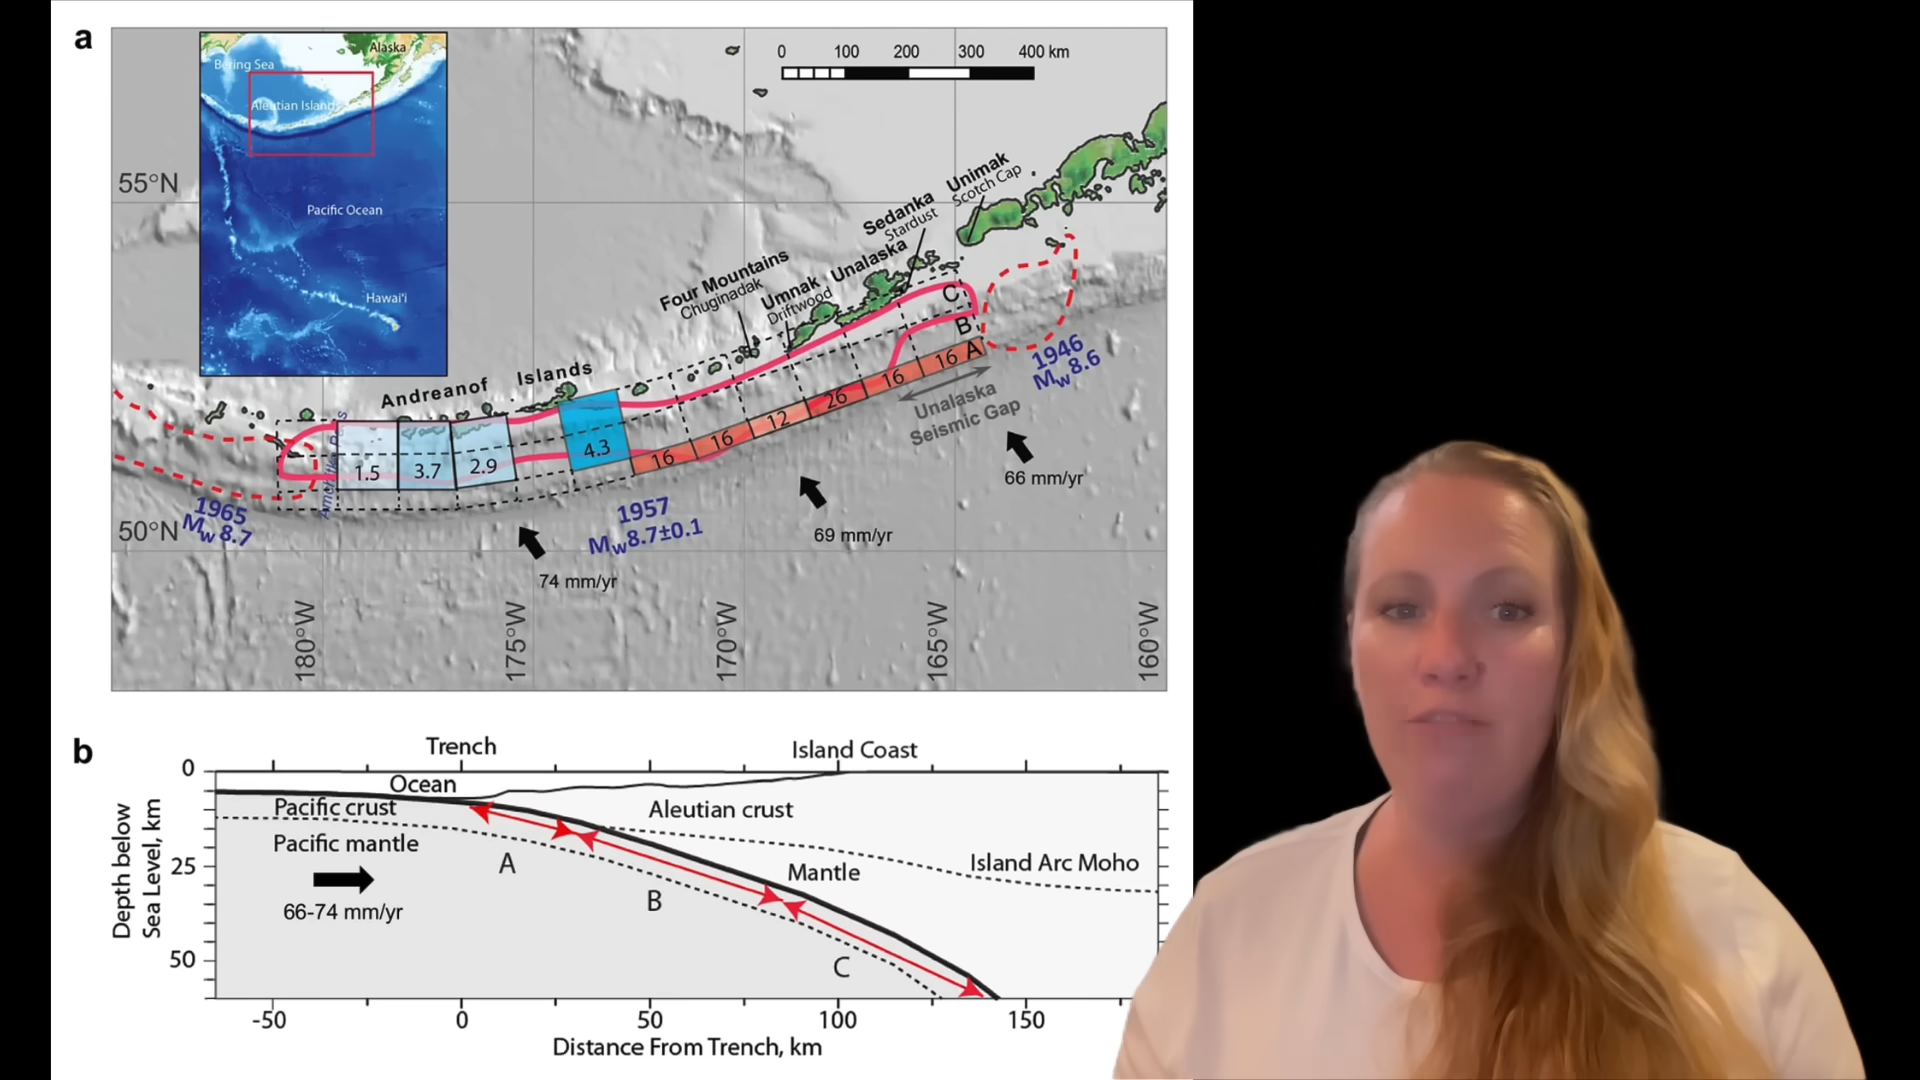 a
Alaska
Bering Sea
Aleutian Islands
Pacific Ocean
Hawai'i
0 100 200 300 400 km
55°N
50°N
Unimak
Scotch Cap
Sedanka
Stardust
Unalaska
Umnak
Driftwood
Four Mountains
Chuginadak
Andreanof Islands
C
B
A
1.5 3.7 2.9 4.3 16 16 12 26 16 16
Unalaska
Seismic Gap
1946
Mw 8.6
1965
Mw 8.7
1957
Mw 8.7±0.1
66 mm/yr
69 mm/yr
74 mm/yr
180°W 175°W 170°W 165°W 160°W
b
Trench
Island Coast
Ocean
Pacific crust
Aleutian crust
Pacific mantle
Mantle
Island Arc Moho
66-74 mm/yr
A
B
C
0
25
50
Depth below
Sea Level, km
-50 0 50 100 150
Distance From Trench, km